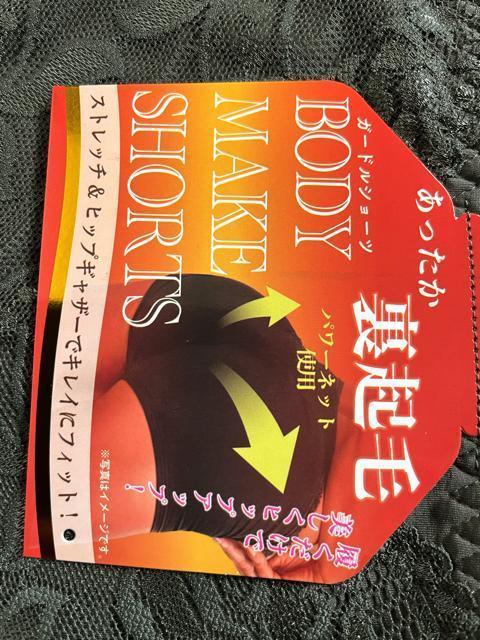 あったか
裏起毛
ガードルショーツ
BODY
MAKE
SHORTS
パワーネット
使用
履くだけで
美しくヒップアップ!
※写真はイメージです。
ストレッチ&ヒップギャザーでキレイにフィット!